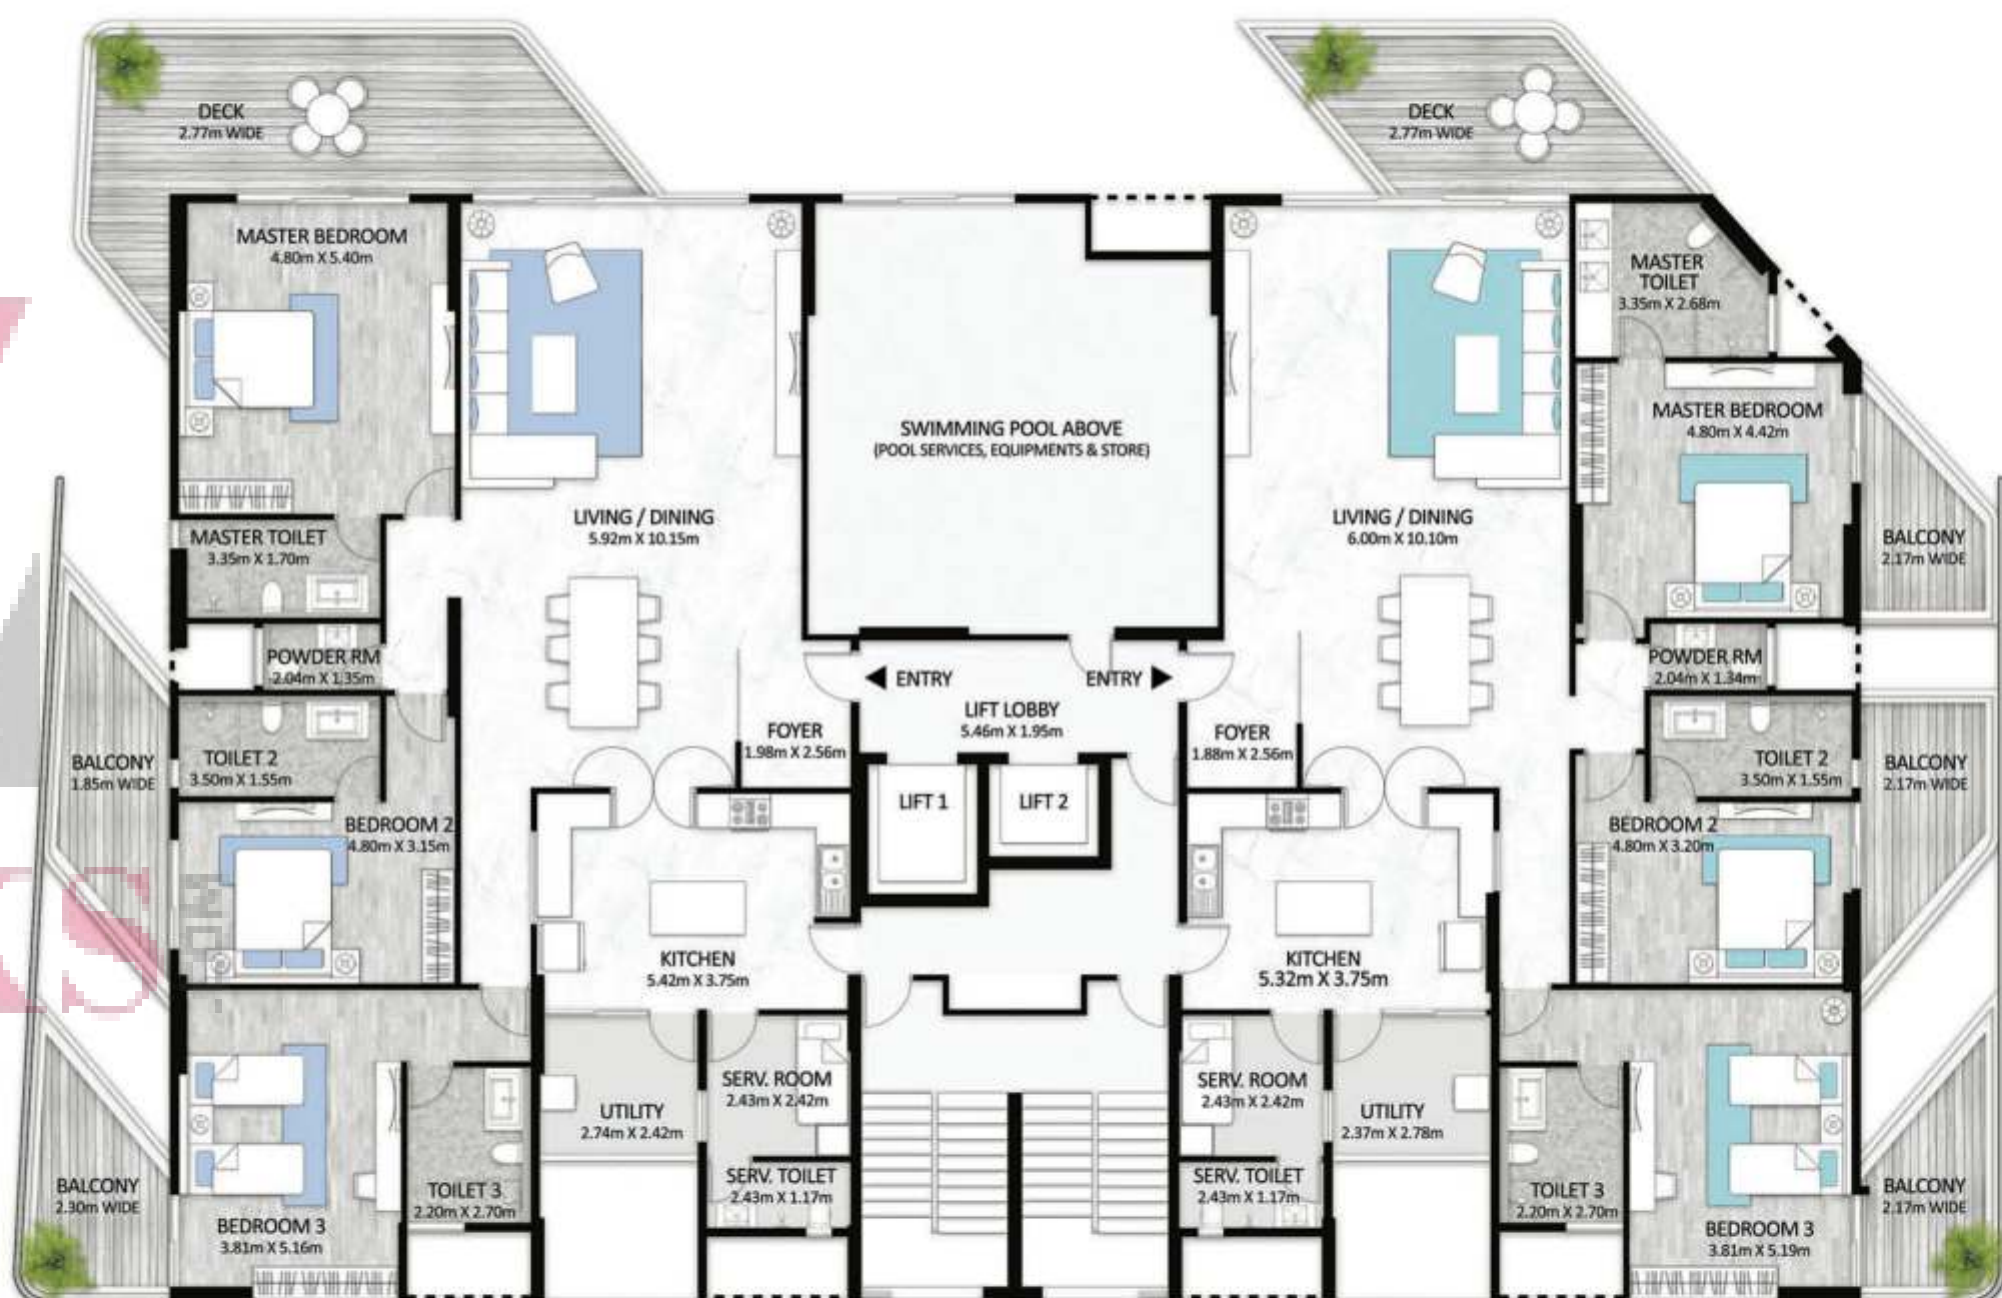 DECK
2.77m WIDE
DECK
2.77m WIDE
MASTER BEDROOM
4.80m X 5.40m
MASTER
TOILET
3.35m X 2.68m
SWIMMING POOL ABOVE
(POOL SERVICES, EQUIPMENTS & STORE)
MASTER BEDROOM
4.80m X 4.42m
LIVING / DINING
5.92m X 10.15m
LIVING / DINING
6.00m X 10.10m
MASTER TOILET
3.35m X 1.70m
BALCONY
2.17m WIDE
POWDER RM
2.04m X 1.35m
ENTRY
ENTRY
POWDER RM
2.04m X 1.34m
LIFT LOBBY
5.46m X 1.95m
FOYER
1.98m X 2.56m
FOYER
1.88m X 2.56m
BALCONY
1.85m WIDE
TOILET 2
3.50m X 1.55m
TOILET 2
3.50m X 1.55m
BALCONY
2.17m WIDE
LIFT 1
LIFT 2
BEDROOM 2
4.80m X 3.15m
BEDROOM 2
4.80m X 3.20m
KITCHEN
5.42m X 3.75m
KITCHEN
5.32m X 3.75m
SERV. ROOM
2.43m X 2.42m
SERV. ROOM
2.43m X 2.42m
UTILITY
2.74m X 2.42m
UTILITY
2.37m X 2.78m
SERV. TOILET
2.43m X 1.17m
SERV. TOILET
2.43m X 1.17m
BALCONY
2.30m WIDE
TOILET 3
2.20m X 2.70m
TOILET 3
2.20m X 2.70m
BALCONY
2.17m WIDE
BEDROOM 3
3.81m X 5.16m
BEDROOM 3
3.81m X 5.19m